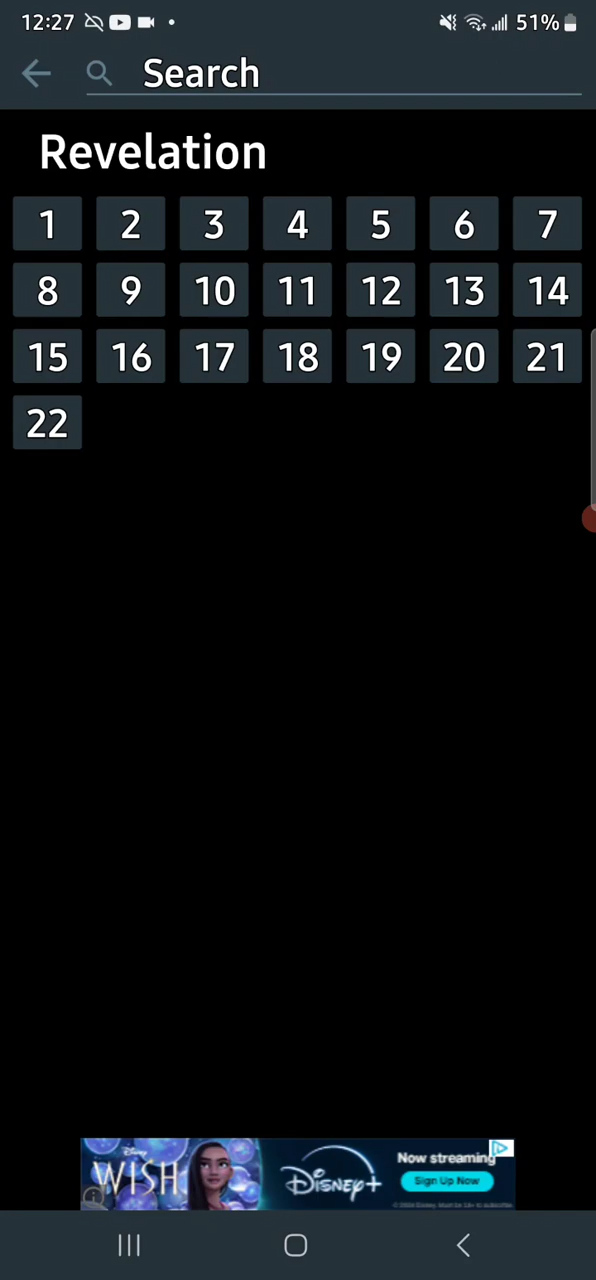 12:27
51%
Search
Revelation
1 2 3 4 5 6 7
8 9 10 11 12 13 14
15 16 17 18 19 20 21
22
Disney
WISH
Disney+
Now streaming
Sign Up Now